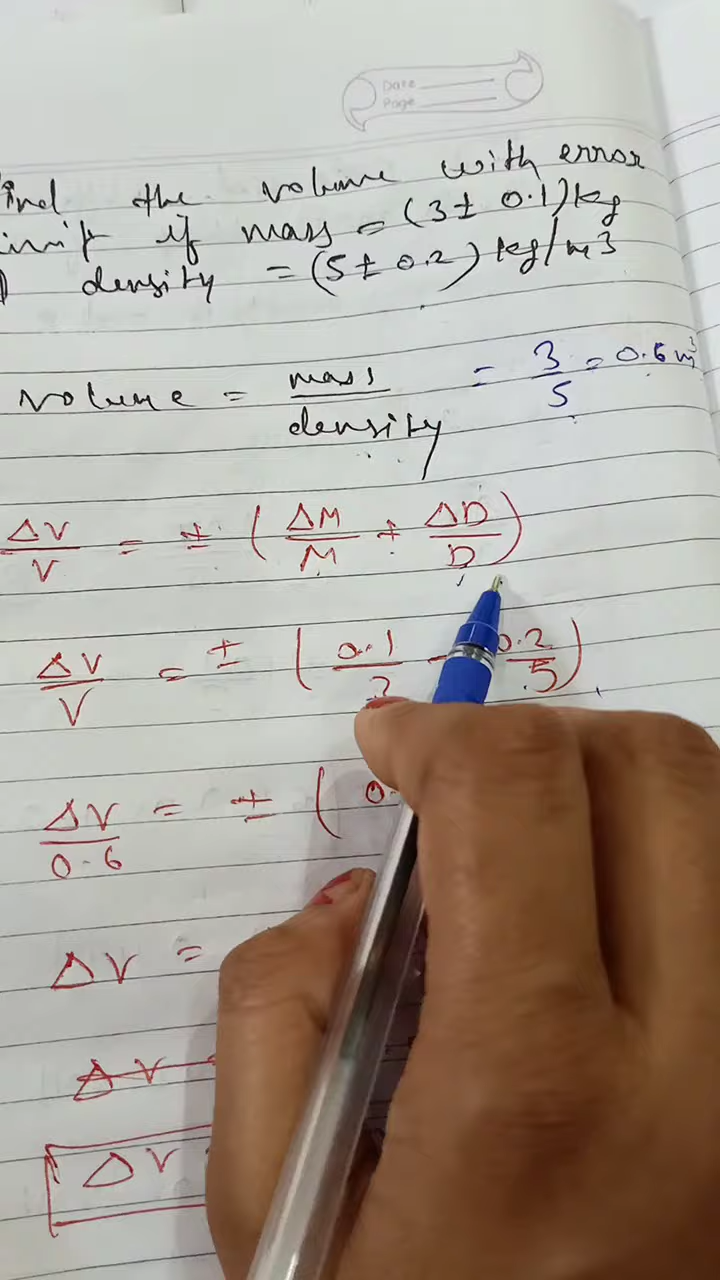 Date
Page
the volume with error
if mass = (3 ± 0.1) kg
density = (5 ± 0.2) kg/m3
volume = mass/density = 3/5 = 0.6 m3
ΔV/V = ± (ΔM/M + ΔD/D)
ΔV/V = ± (0.1/3 0.2/5)
ΔV/0.6 = ± (0.
ΔV =
ΔV
ΔV